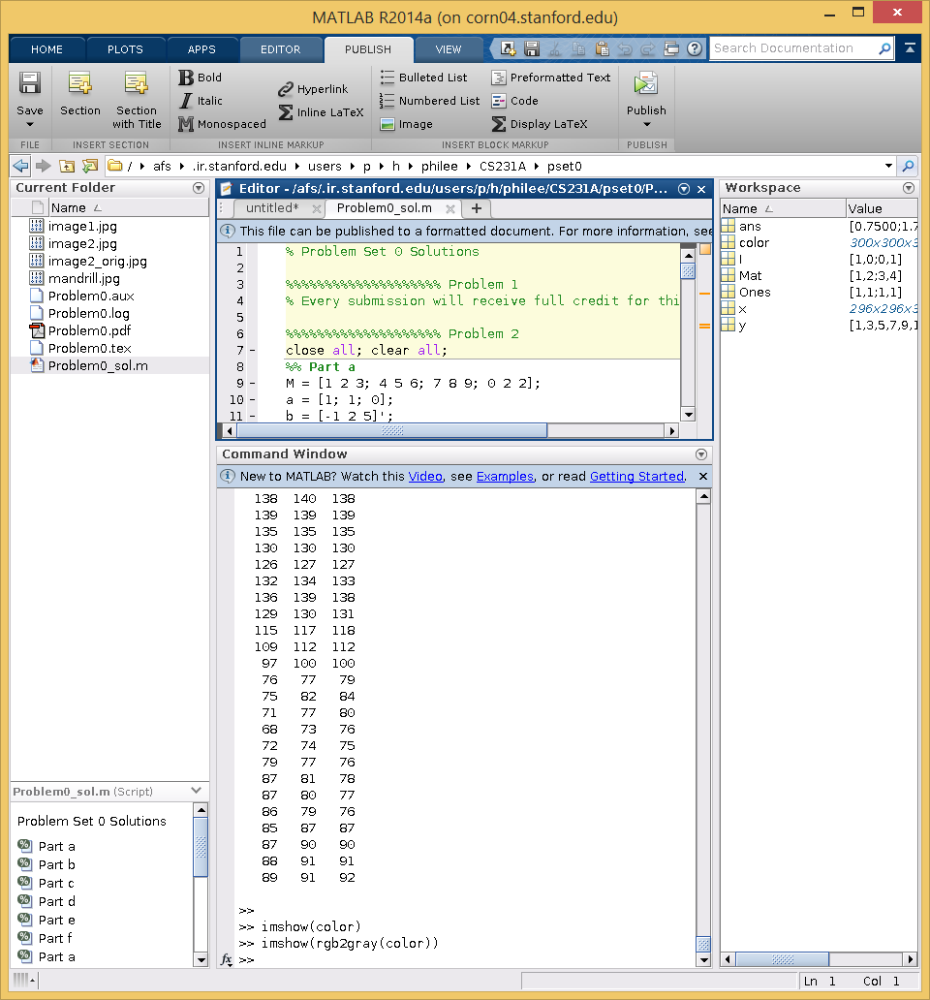 MATLAB R2014a (on corn04.stanford.edu)
HOME PLOTS APPS EDITOR PUBLISH VIEW
Search Documentation
Save
Section
Section with Title
Bold
Italic
Monospaced
Hyperlink
Inline LaTeX
Bulleted List
Numbered List
Image
Preformatted Text
Code
Display LaTeX
Publish
FILE INSERT SECTION INSERT INLINE MARKUP INSERT BLOCK MARKUP PUBLISH
/ afs .ir.stanford.edu users p h philee CS231A pset0
Current Folder
Name
image1.jpg
image2.jpg
image2_orig.jpg
mandrill.jpg
Problem0.aux
Problem0.log
Problem0.pdf
Problem0.tex
Problem0_sol.m
Problem0_sol.m (Script)
Problem Set 0 Solutions
Part a
Part b
Part c
Part d
Part e
Part f
Part a
Editor - /afs/.ir.stanford.edu/users/p/h/philee/CS231A/pset0/P...
untitled* Problem0_sol.m
This file can be published to a formatted document. For more information, see
1 % Problem Set 0 Solutions
2
3 %%%%%%%%%%%%%%%%%%%% Problem 1
4 % Every submission will receive full credit for thi
5
6 %%%%%%%%%%%%%%%%%%%% Problem 2
7 - close all; clear all;
8 %% Part a
9 - M = [1 2 3; 4 5 6; 7 8 9; 0 2 2];
10 - a = [1; 1; 0];
11 - b = [-1 2 5]';
Command Window
New to MATLAB? Watch this Video, see Examples, or read Getting Started.
138 140 138
139 139 139
135 135 135
130 130 130
126 127 127
132 134 133
136 139 138
129 130 131
115 117 118
109 112 112
97 100 100
76 77 79
75 82 84
71 77 80
68 73 76
72 74 75
79 77 76
87 81 78
87 80 77
86 79 76
85 87 87
87 90 90
88 91 91
89 91 92
>>
>> imshow(color)
>> imshow(rgb2gray(color))
fx >>
Workspace
Name Value
ans [0.7500;1.7
color 300x300x3
I [1,0;0,1]
Mat [1,2;3,4]
Ones [1,1;1,1]
x 296x296x3
y [1,3,5,7,9,1
Ln 1 Col 1